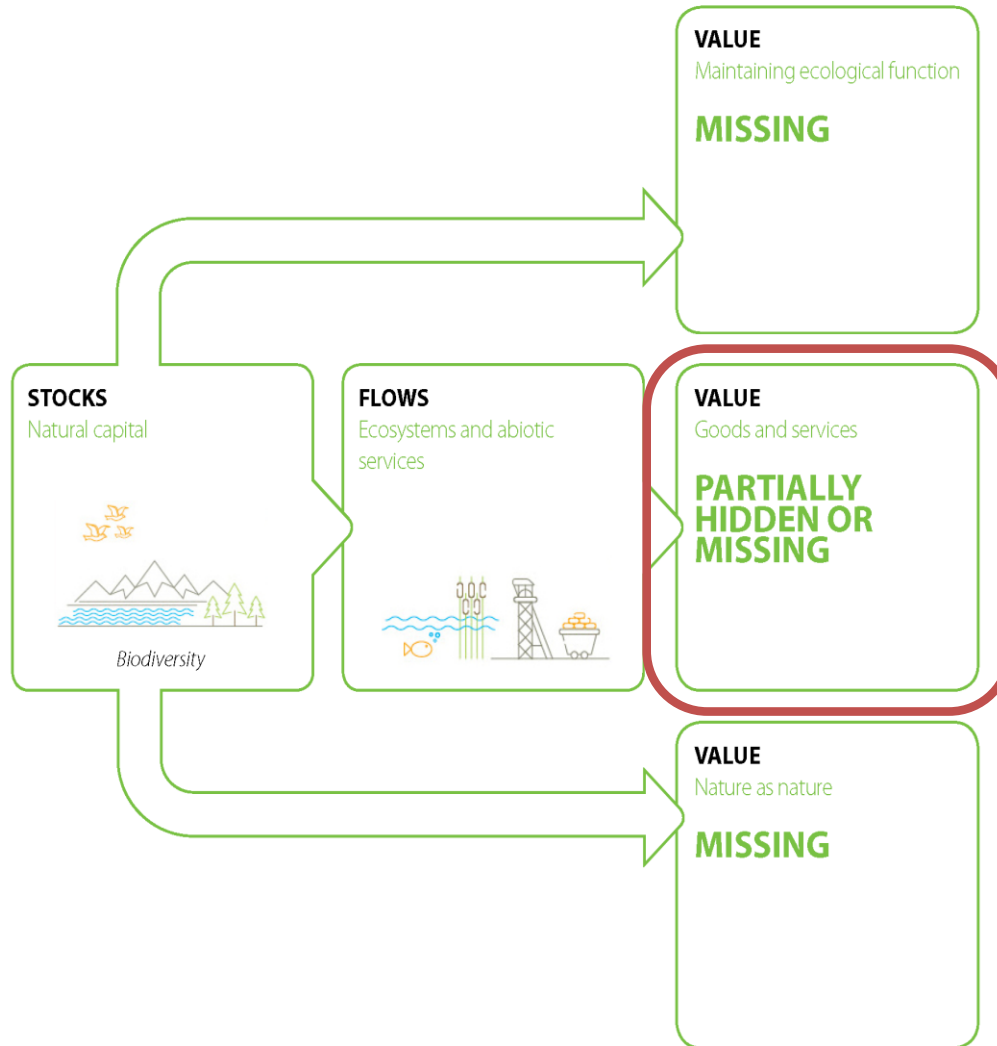 VALUE
Maintaining ecological function
MISSING
STOCKS
Natural capital
Biodiversity
FLOWS
Ecosystems and abiotic
services
VALUE
Goods and services
PARTIALLY
HIDDEN OR
MISSING
VALUE
Nature as nature
MISSING